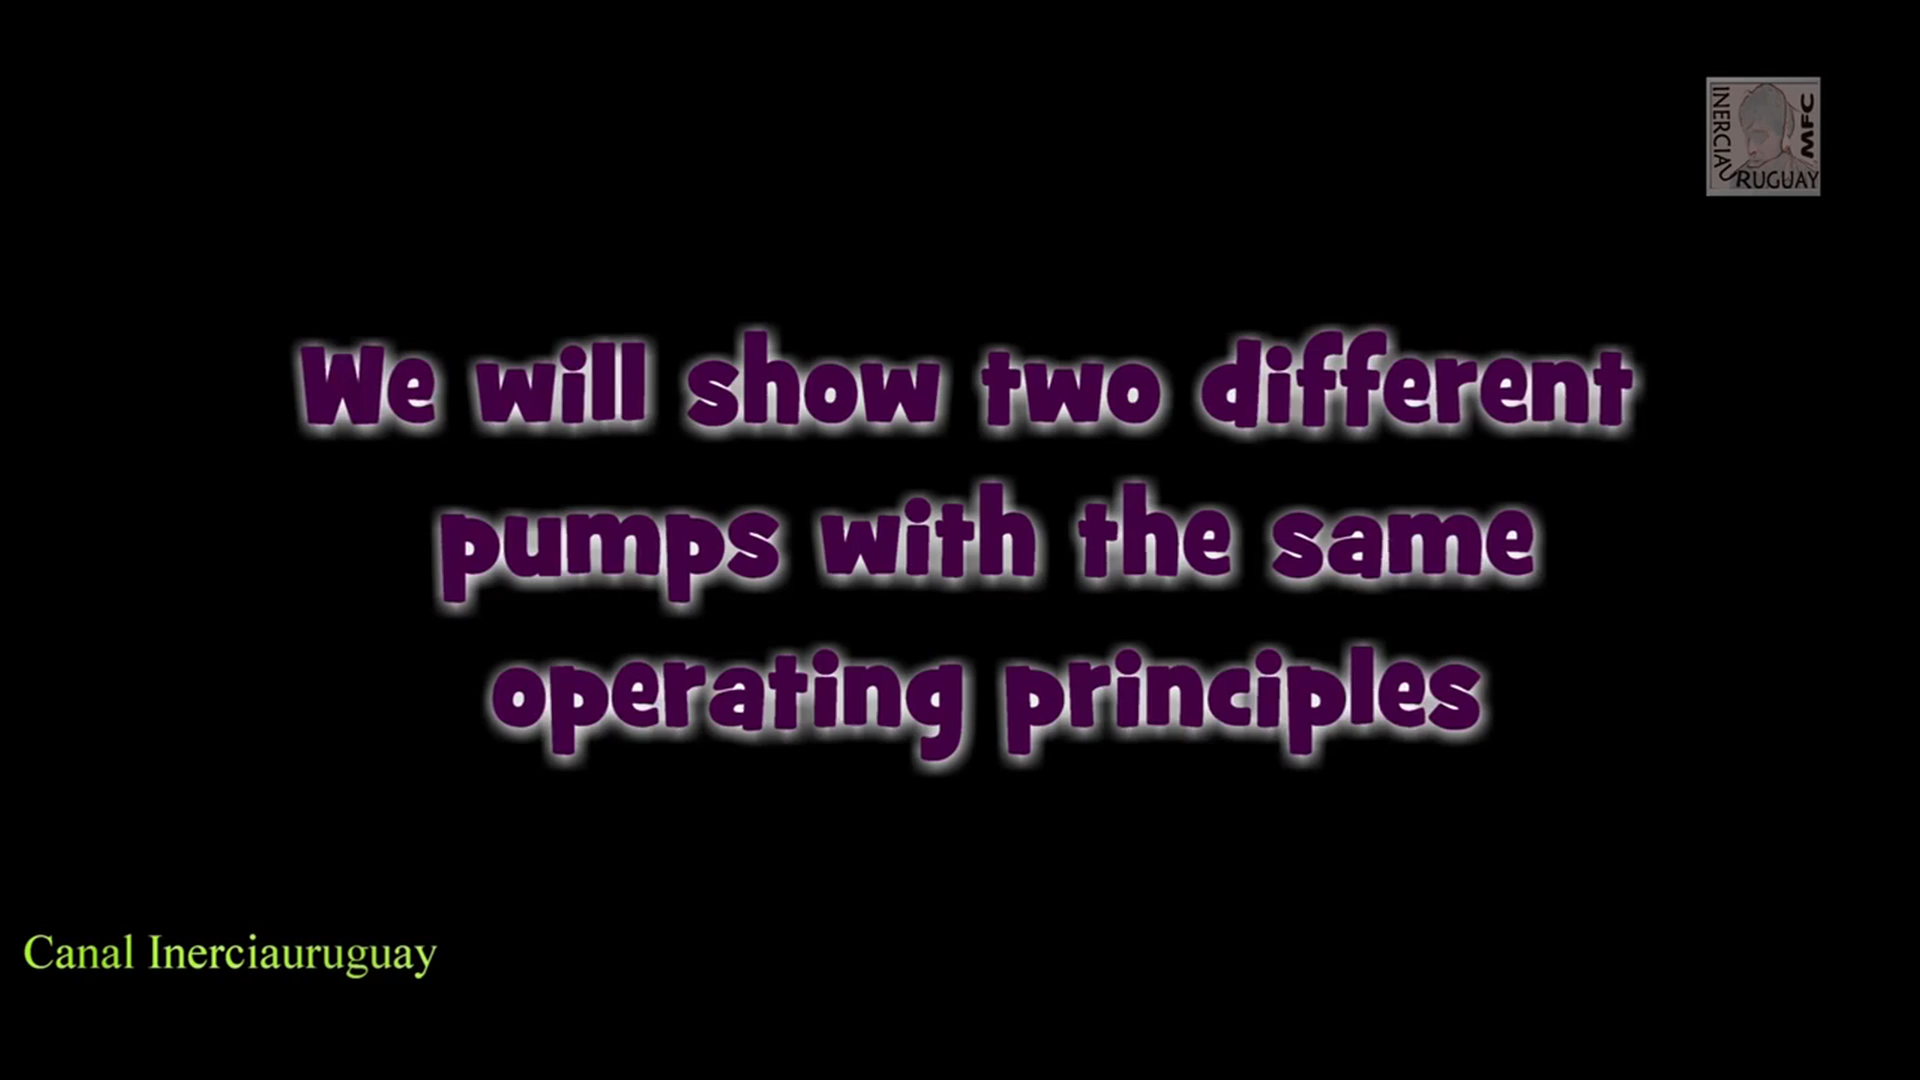 INERCIAURUGUAY
MFC
We will show two different
pumps with the same
operating principles
Canal Inerciauruguay